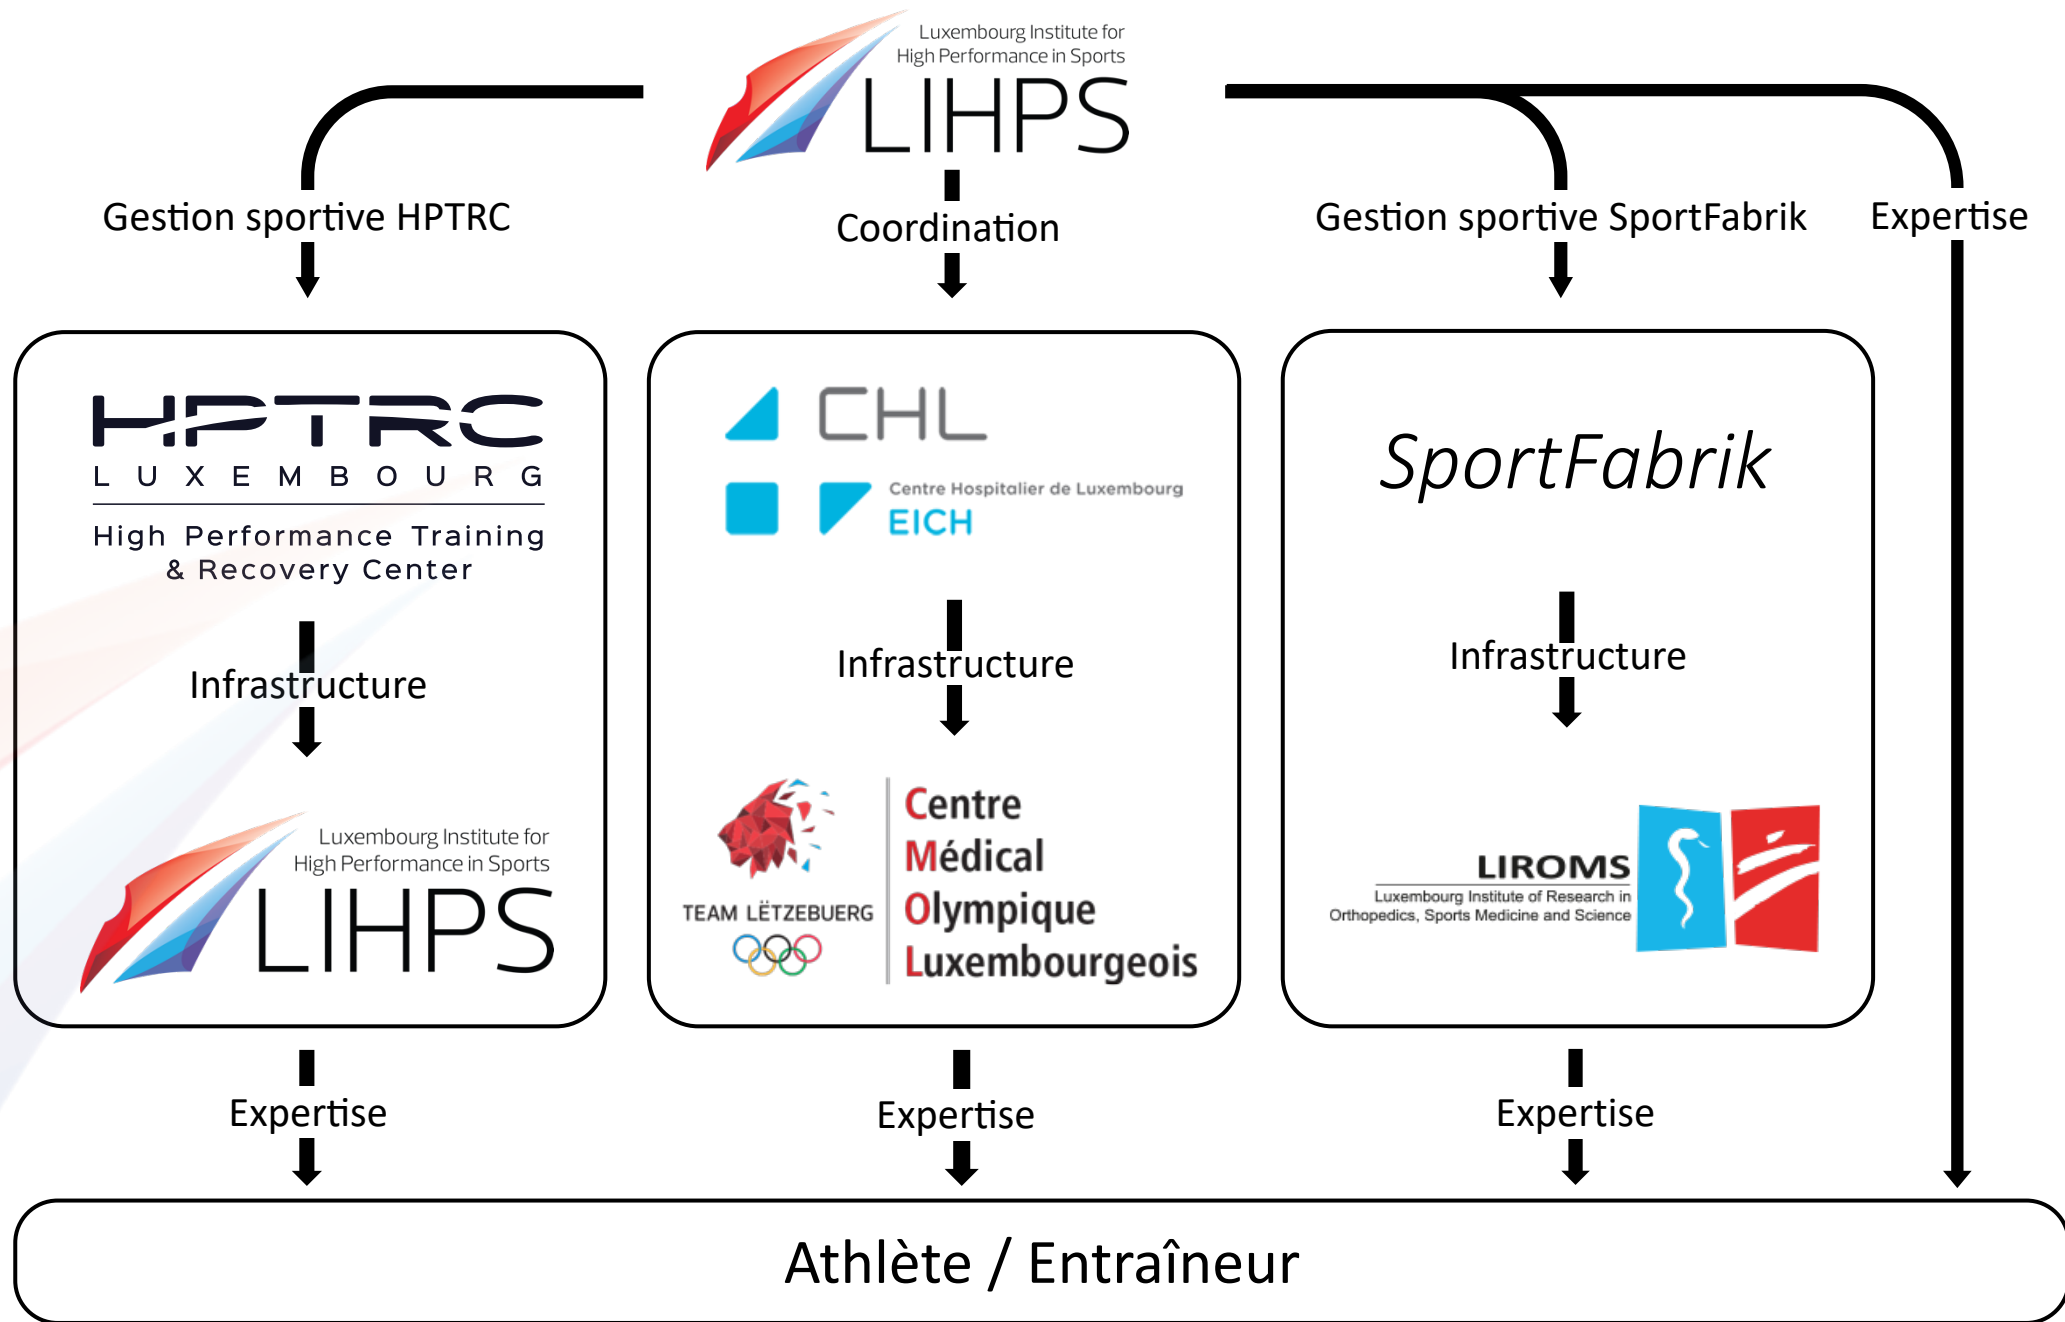 Luxembourg Institute for
High Performance in Sports
LIHPS
Gestion sportive HPTRC
Coordination
Gestion sportive SportFabrik
Expertise
HPTRC
LUXEMBOURG
High Performance Training
& Recovery Center
Infrastructure
Luxembourg Institute for
High Performance in Sports
LIHPS
Expertise
CHL
Centre Hospitalier de Luxembourg
EICH
Infrastructure
TEAM LËTZEBUERG
Centre
Médical
Olympique
Luxembourgeois
Expertise
SportFabrik
Infrastructure
LIROMS
Luxembourg Institute of Research in
Orthopedics, Sports Medicine and Science
Expertise
Athlète / Entraîneur